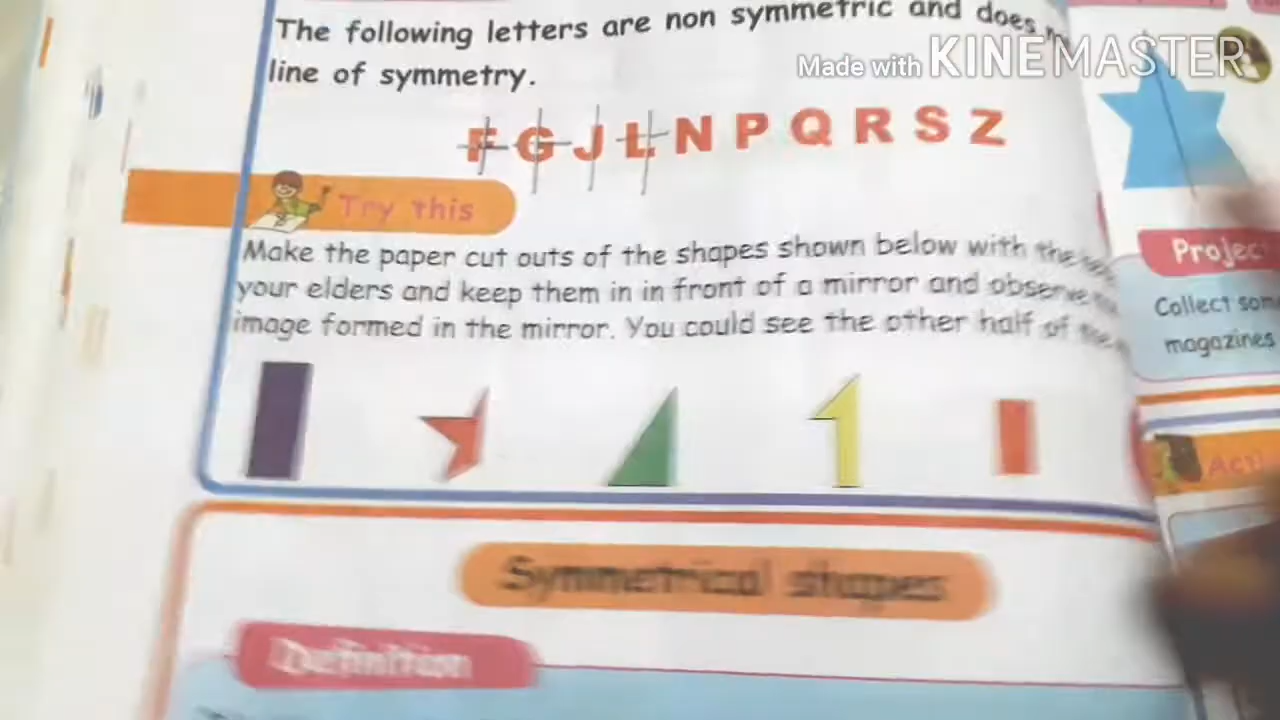 The following letters are non symmetric and does
line of symmetry.
Made with KINEMASTER
F G J L N P Q R S Z
Try this
Make the paper cut outs of the shapes shown below with the
your elders and keep them in in front of a mirror and observe
image formed in the mirror. You could see the other half of the
Symmetrical shapes
Definition
Project
Collect som
magazines
Acti